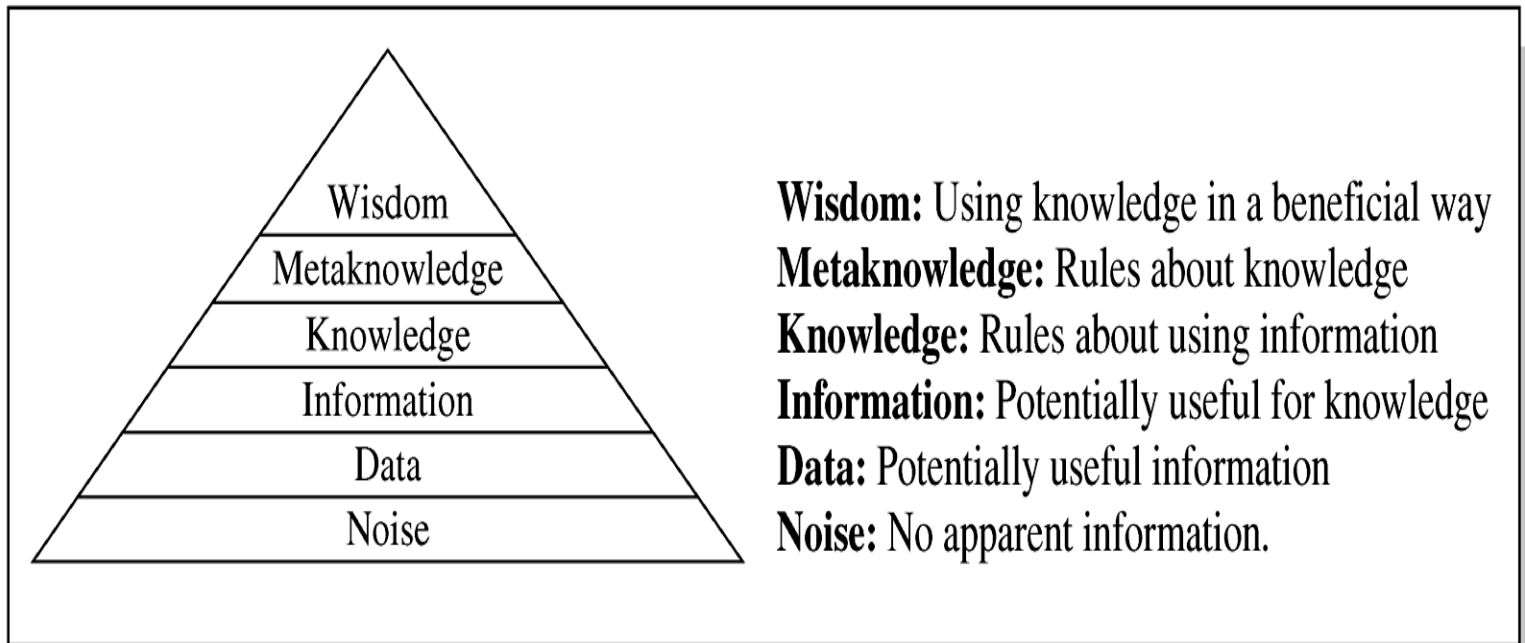 Wisdom
Metaknowledge
Knowledge
Information
Data
Noise
Wisdom: Using knowledge in a beneficial way
Metaknowledge: Rules about knowledge
Knowledge: Rules about using information
Information: Potentially useful for knowledge
Data: Potentially useful information
Noise: No apparent information.